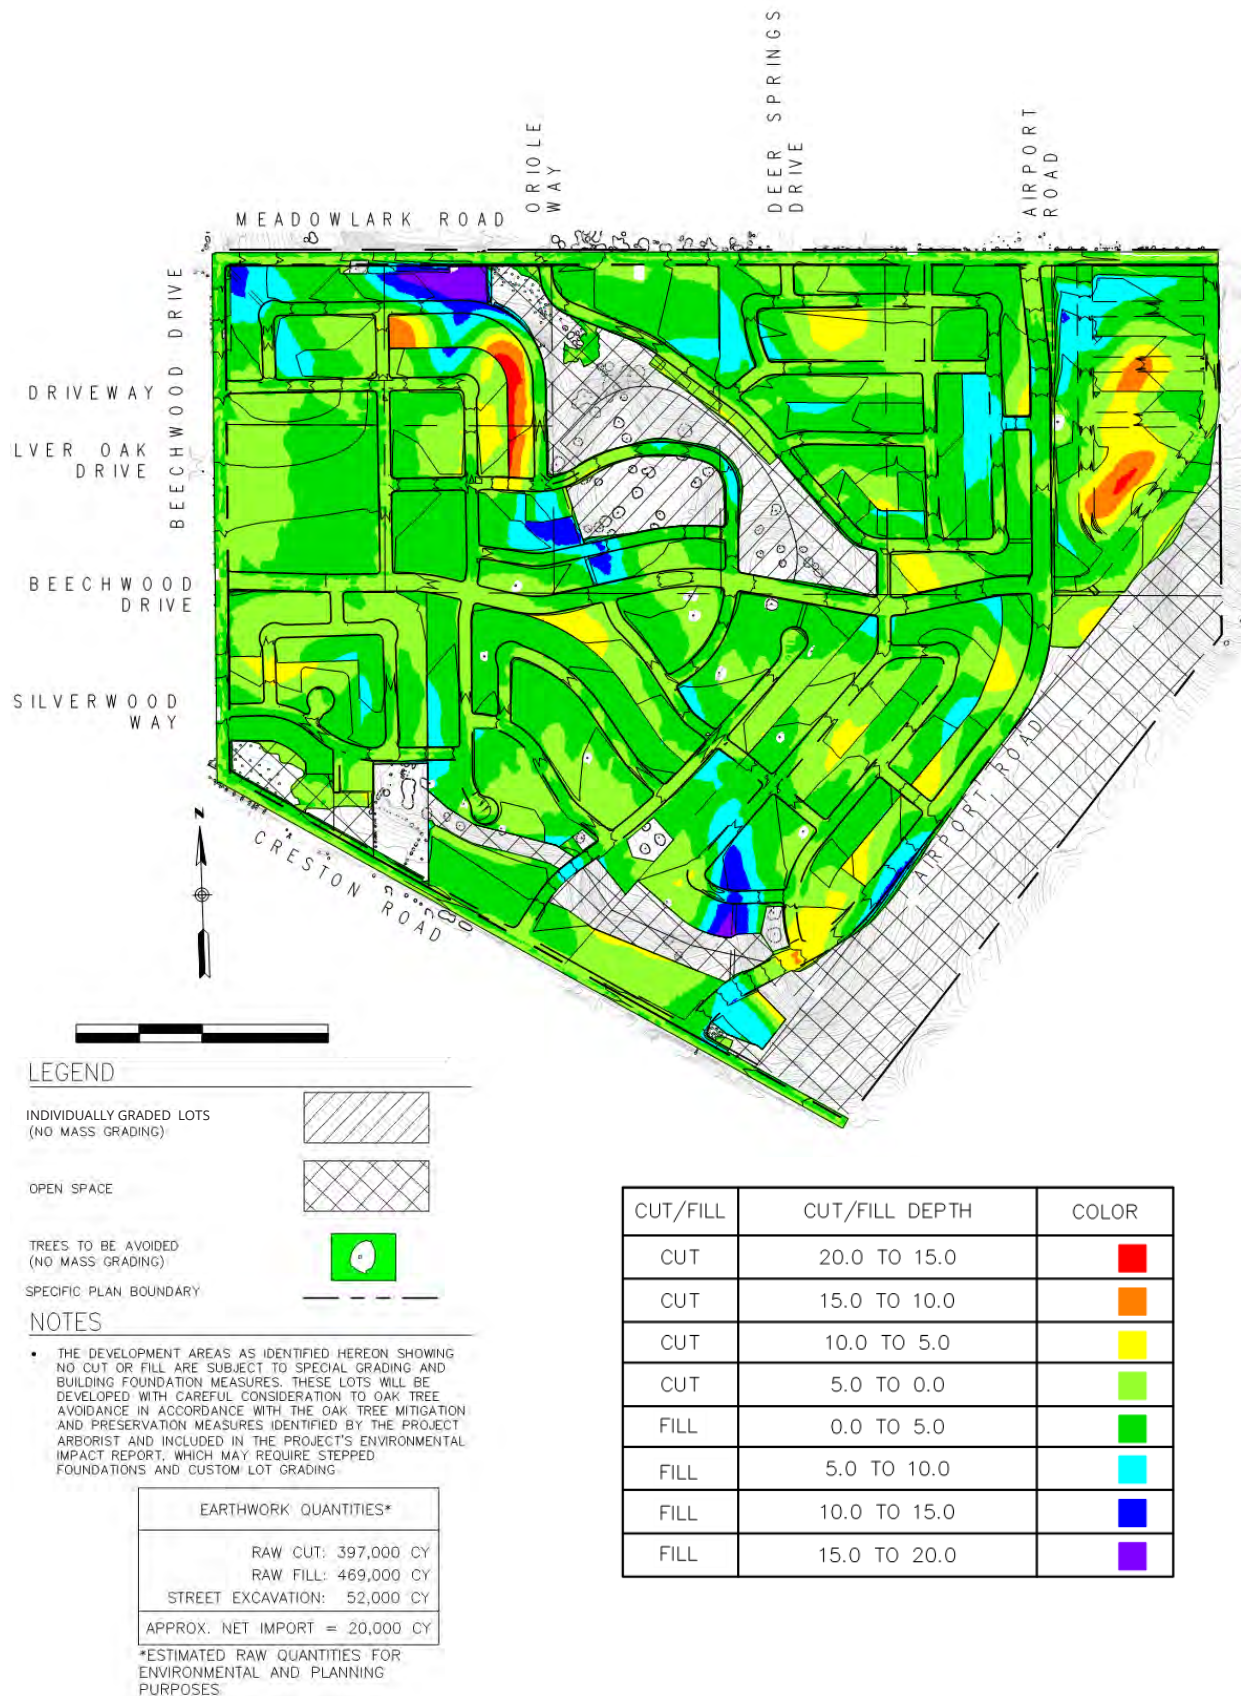 DEER SPRINGS
DRIVE
ORIOLE
WAY
AIRPORT
ROAD
MEADOWLARK ROAD
BEECHWOOD DRIVE
DRIVEWAY
LVER OAK
DRIVE
BEECHWOOD
DRIVE
SILVERWOOD
WAY
AIRPORT ROAD
CRESTON ROAD
N
LEGEND
INDIVIDUALLY GRADED LOTS
(NO MASS GRADING)
OPEN SPACE
TREES TO BE AVOIDED
(NO MASS GRADING)
SPECIFIC PLAN BOUNDARY
NOTES
• THE DEVELOPMENT AREAS AS IDENTIFIED HEREON SHOWING
NO CUT OR FILL ARE SUBJECT TO SPECIAL GRADING AND
BUILDING FOUNDATION MEASURES. THESE LOTS WILL BE
DEVELOPED WITH CAREFUL CONSIDERATION TO OAK TREE
AVOIDANCE IN ACCORDANCE WITH THE OAK TREE MITIGATION
AND PRESERVATION MEASURES IDENTIFIED BY THE PROJECT
ARBORIST AND INCLUDED IN THE PROJECT'S ENVIRONMENTAL
IMPACT REPORT, WHICH MAY REQUIRE STEPPED
FOUNDATIONS AND CUSTOM LOT GRADING
EARTHWORK QUANTITIES*
RAW CUT: 397,000 CY
RAW FILL: 469,000 CY
STREET EXCAVATION: 52,000 CY
APPROX. NET IMPORT = 20,000 CY
*ESTIMATED RAW QUANTITIES FOR
ENVIRONMENTAL AND PLANNING
PURPOSES
CUT/FILL CUT/FILL DEPTH COLOR
CUT 20.0 TO 15.0
CUT 15.0 TO 10.0
CUT 10.0 TO 5.0
CUT 5.0 TO 0.0
FILL 0.0 TO 5.0
FILL 5.0 TO 10.0
FILL 10.0 TO 15.0
FILL 15.0 TO 20.0